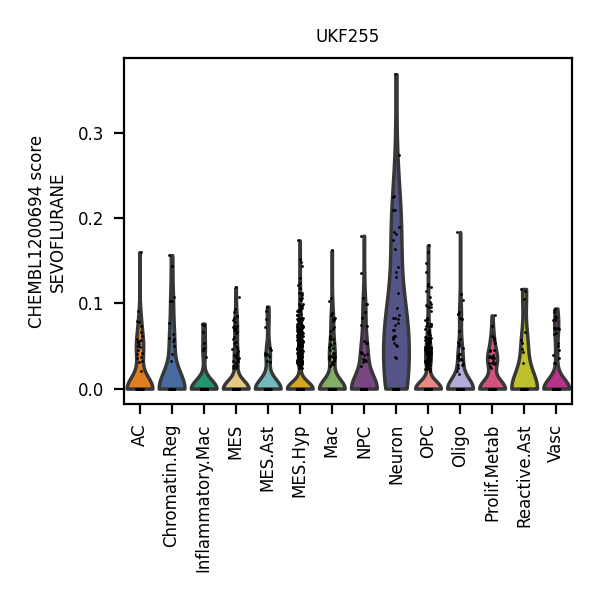 UKF255
CHEMBL1200694 score
SEVOFLURANE
0.3
0.2
0.1
0.0
AC
Chromatin.Reg
Inflammatory.Mac
MES
MES.Ast
MES.Hyp
Mac
NPC
Neuron
OPC
Oligo
Prolif.Metab
Reactive.Ast
Vasc